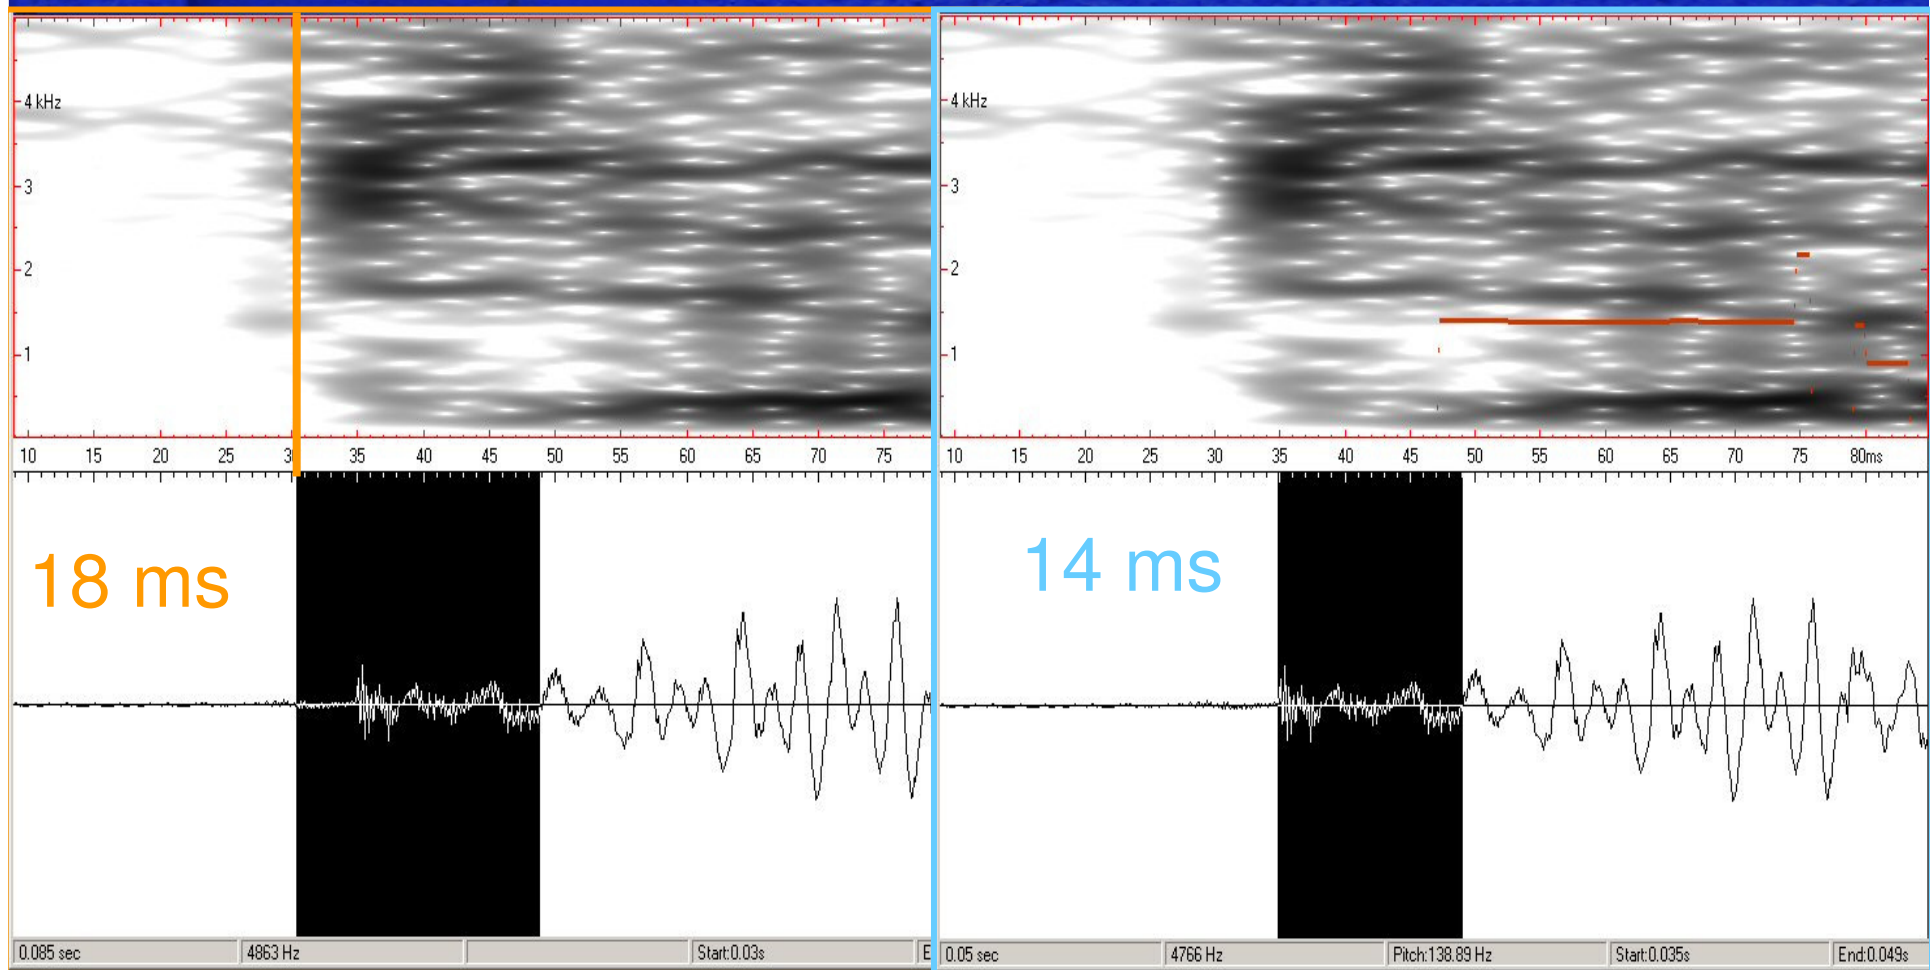 4 kHz
3
2
1
10 15 20 25 30 35 40 45 50 55 60 65 70 75
18 ms
0.085 sec 4863 Hz Start:0.03s E
4 kHz
3
2
1
10 15 20 25 30 35 40 45 50 55 60 65 70 75 80ms
14 ms
0.05 sec 4766 Hz Pitch:138.89 Hz Start:0.035s End:0.049s